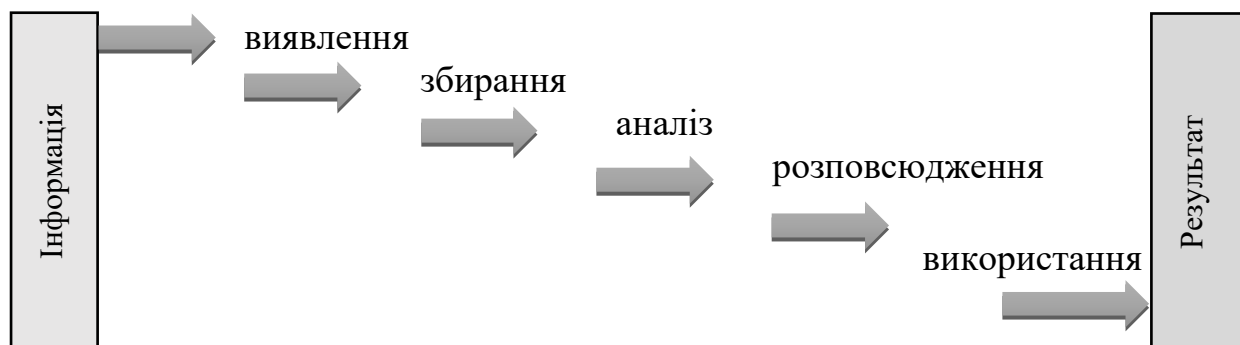 Інформація
виявлення
збирання
аналіз
розповсюдження
використання
Результат